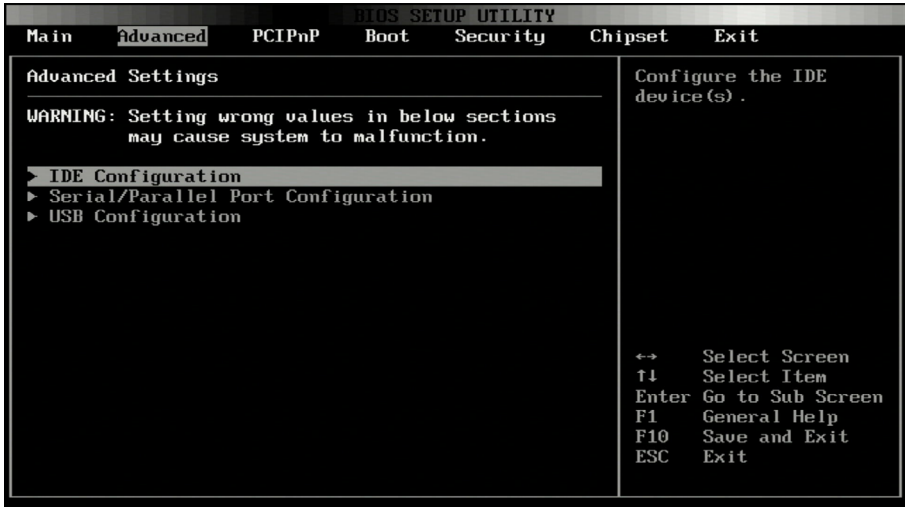 BIOS SETUP UTILITY
Main Advanced PCIPnP Boot Security Chipset Exit
Advanced Settings
WARNING: Setting wrong values in below sections
may cause system to malfunction.
► IDE Configuration
► Serial/Parallel Port Configuration
► USB Configuration
Configure the IDE
device(s).
↔ Select Screen
↑↓ Select Item
Enter Go to Sub Screen
F1 General Help
F10 Save and Exit
ESC Exit